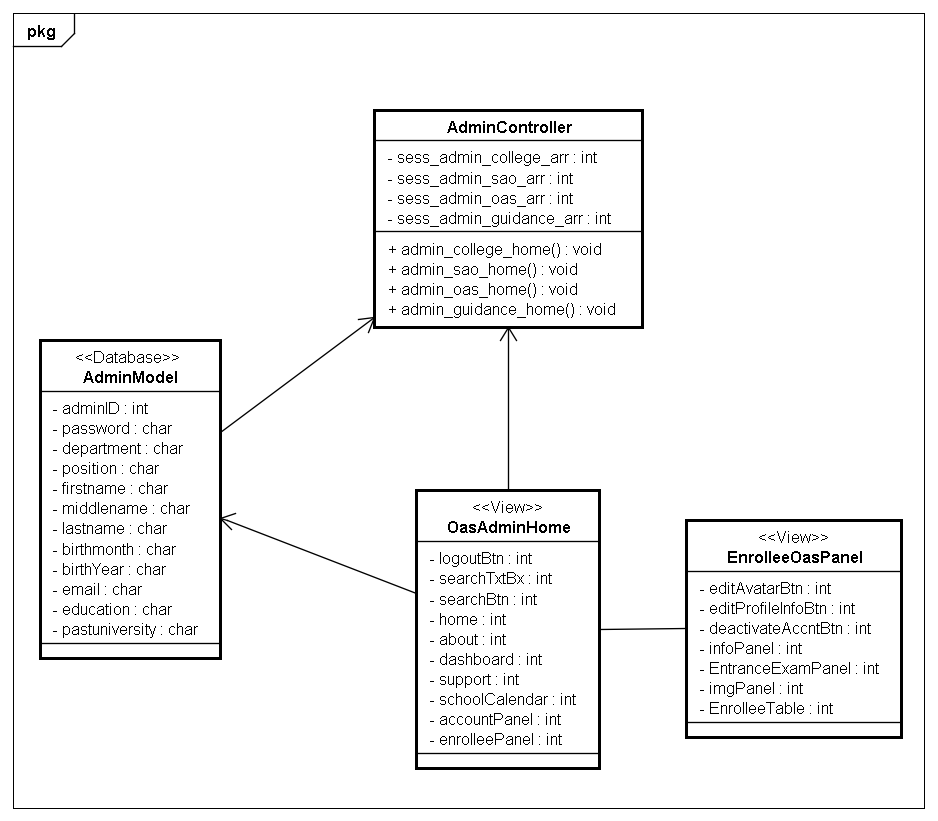 pkg
AdminController
- sess_admin_college_arr : int
- sess_admin_sao_arr : int
- sess_admin_oas_arr : int
- sess_admin_guidance_arr : int
+ admin_college_home() : void
+ admin_sao_home() : void
+ admin_oas_home() : void
+ admin_guidance_home() : void
<<Database>>
AdminModel
- adminID : int
- password : char
- department : char
- position : char
- firstname : char
- middlename : char
- lastname : char
- birthmonth : char
- birthYear : char
- email : char
- education : char
- pastuniversity : char
<<View>>
OasAdminHome
- logoutBtn : int
- searchTxtBx : int
- searchBtn : int
- home : int
- about : int
- dashboard : int
- support : int
- schoolCalendar : int
- accountPanel : int
- enrolleePanel : int
<<View>>
EnrolleeOasPanel
- editAvatarBtn : int
- editProfileInfoBtn : int
- deactivateAccntBtn : int
- infoPanel : int
- EntranceExamPanel : int
- imgPanel : int
- EnrolleeTable : int